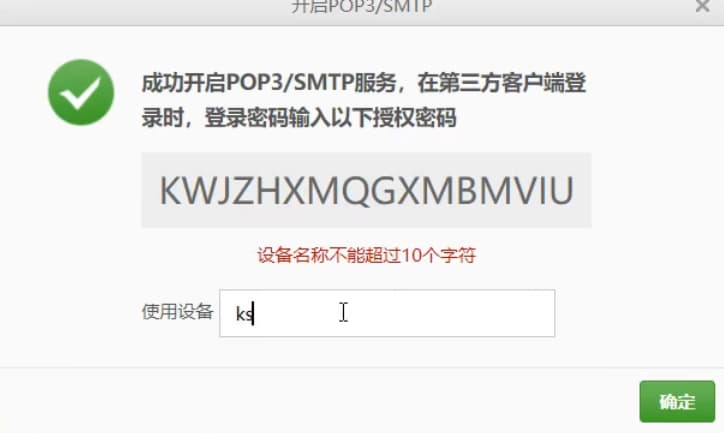 开启POP3/SMTP
成功开启POP3/SMTP服务，在第三方客户端登
录时，登录密码输入以下授权密码
KWJZHXMQGXMBMVIU
设备名称不能超过10个字符
使用设备 ks
确定